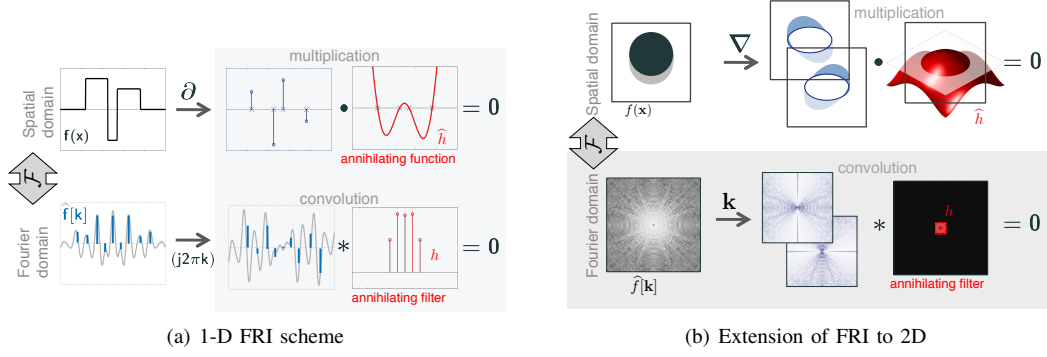 multiplication
Spatial domain
∂
f(x)
•
ĥ
= 0
annihilating function
ℱ
convolution
Fourier domain
f̂[k]
(j2πk)
∗
h
= 0
annihilating filter
(a) 1-D FRI scheme
multiplication
Spatial domain
∇
f(x)
•
ĥ
= 0
ℱ
convolution
Fourier domain
k
f̂[k]
∗
h
= 0
annihilating filter
(b) Extension of FRI to 2D